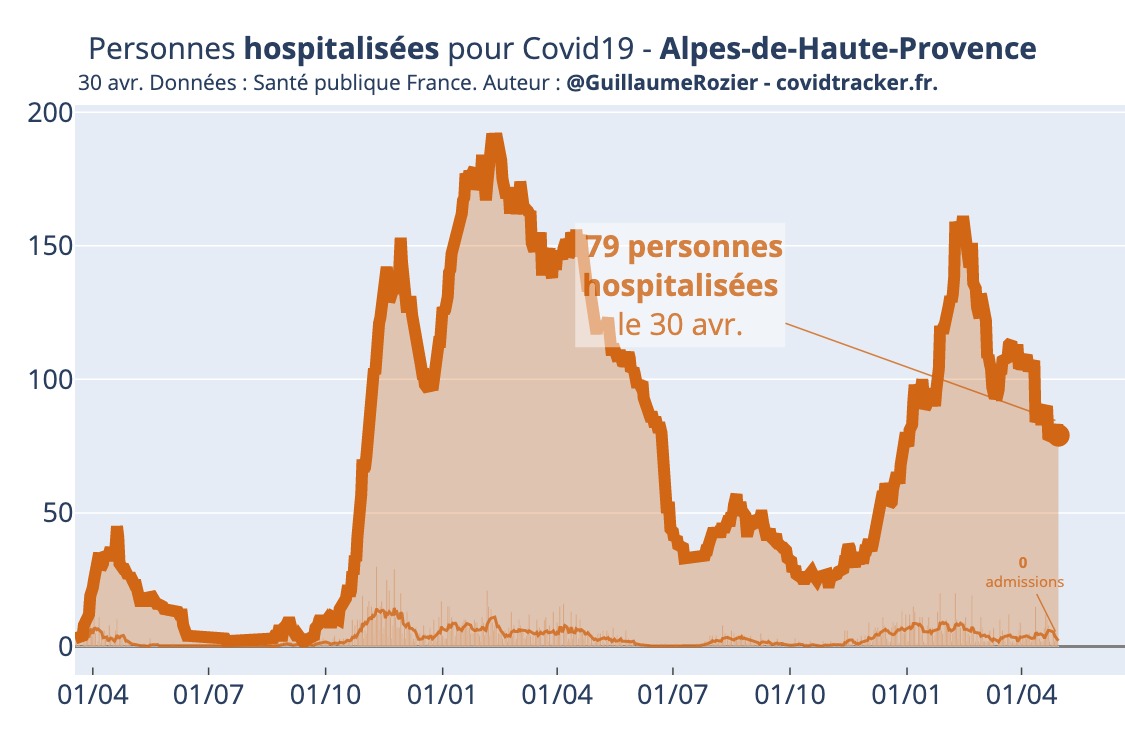 Personnes hospitalisées pour Covid19 - Alpes-de-Haute-Provence
30 avr. Données : Santé publique France. Auteur : @GuillaumeRozier - covidtracker.fr.
200
150
100
50
0
79 personnes
hospitalisées
le 30 avr.
0
admissions
01/04 01/07 01/10 01/01 01/04 01/07 01/10 01/01 01/04